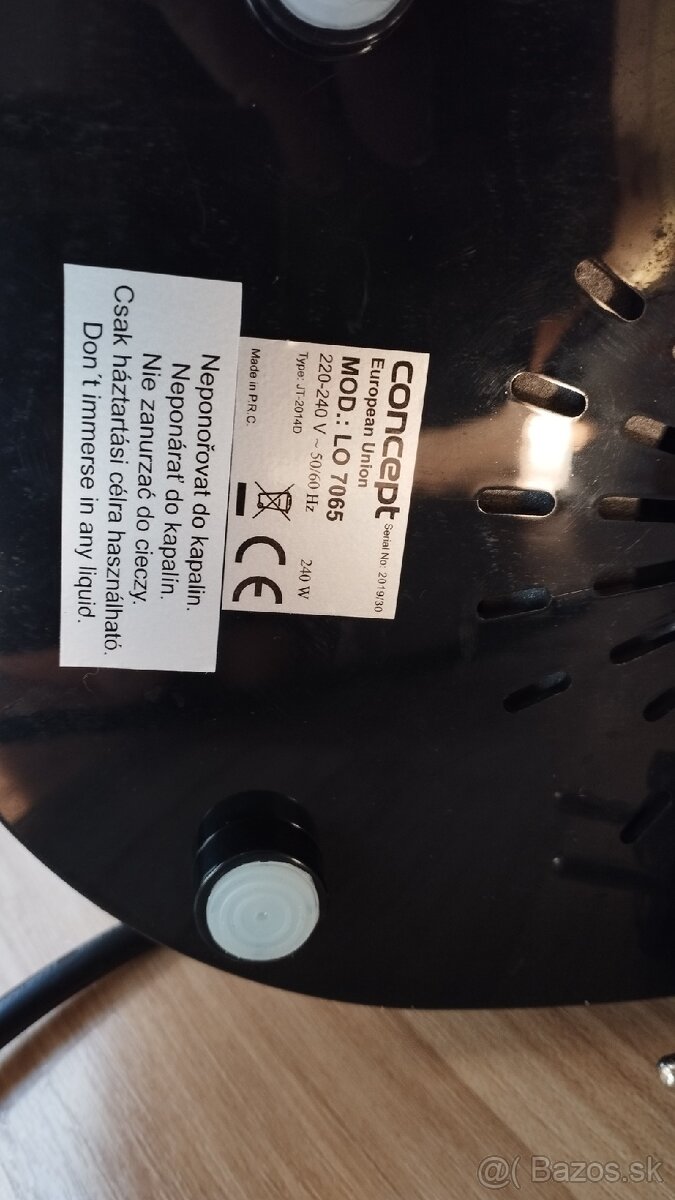 concept Serial No: 2019/30
European Union
MOD.: LO 7065
220-240 V ~ 50/60 Hz 240 W
Type: JT-2014D
CE
Made in P.R.C.
Neponořovat do kapalin.
Neponárať do kapalin.
Nie zanurzać do cieczy.
Csak háztartási célra használható.
Don´t immerse in any liquid.
@( Bazos.sk